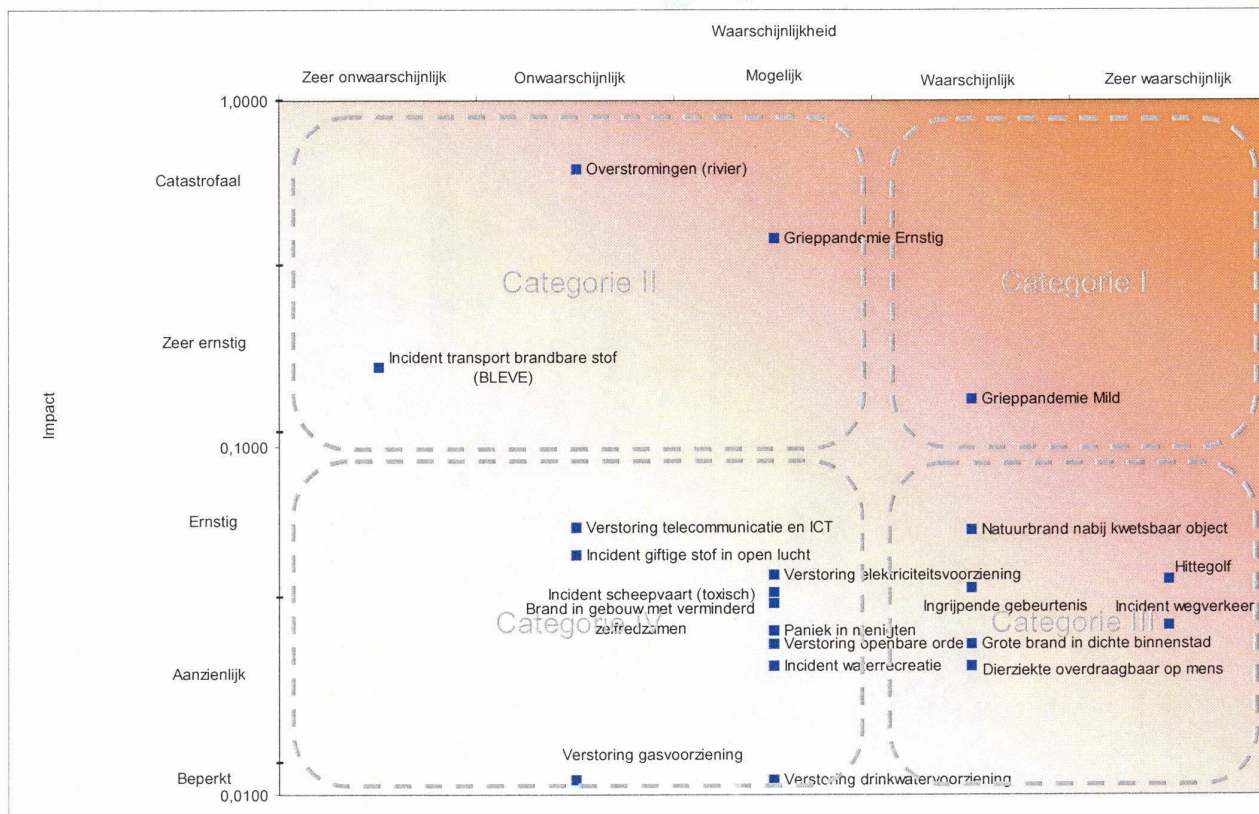 Waarschijnlijkheid
Zeer onwaarschijnlijk Onwaarschijnlijk Mogelijk Waarschijnlijk Zeer waarschijnlijk
1,0000
Catastrofaal
Overstromingen (rivier)
Grieppandemie Ernstig
Categorie II
Categorie I
Zeer ernstig
Incident transport brandbare stof
(BLEVE)
Grieppandemie Mild
Impact
0,1000
Ernstig
Verstoring telecommunicatie en ICT
Natuurbrand nabij kwetsbaar object
Incident giftige stof in open lucht
Hittegolf
Verstoring elektriciteitsvoorziening
Incident scheepvaart (toxisch)
Brand in gebouw met verminderd
zelfredzamen
Ingrijpende gebeurtenis
Incident wegverkeer
Categorie IV
Categorie III
Paniek in menigten
Verstoring openbare orde
Grote brand in dichte binnenstad
Aanzienlijk
Incident waterrecreatie
Dierziekte overdraagbaar op mens
Verstoring gasvoorziening
Beperkt
Verstoring drinkwatervoorziening
0,0100